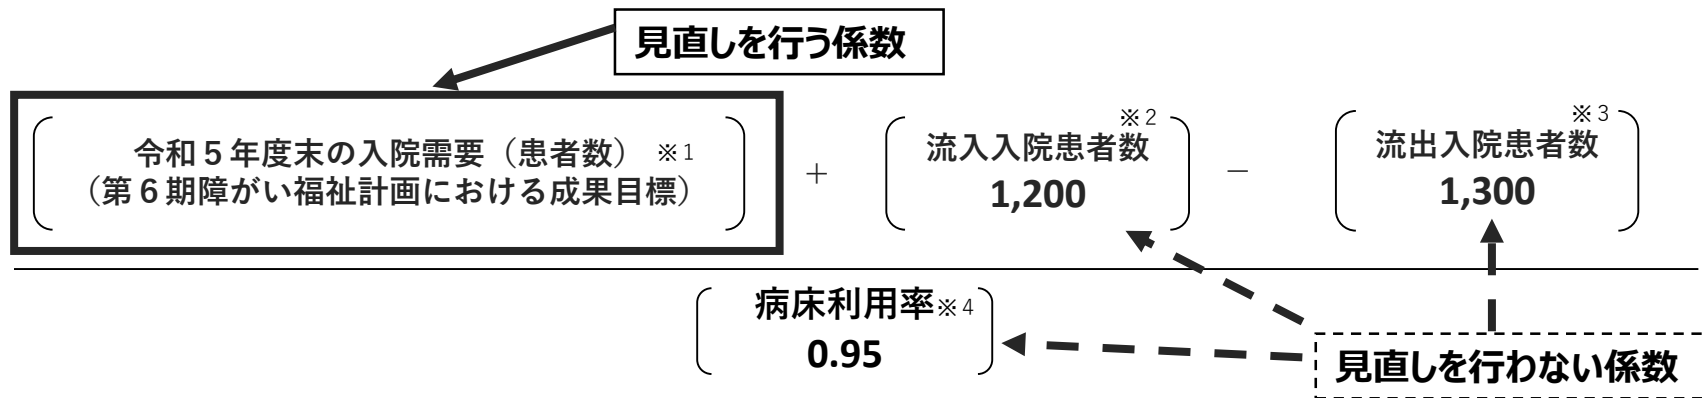 見直しを行う係数
令和５年度末の入院需要（患者数） ※1
（第６期障がい福祉計画における成果目標）
＋
流入入院患者数 ※2
1,200
－
流出入院患者数 ※3
1,300
病床利用率※4
0.95
見直しを行わない係数